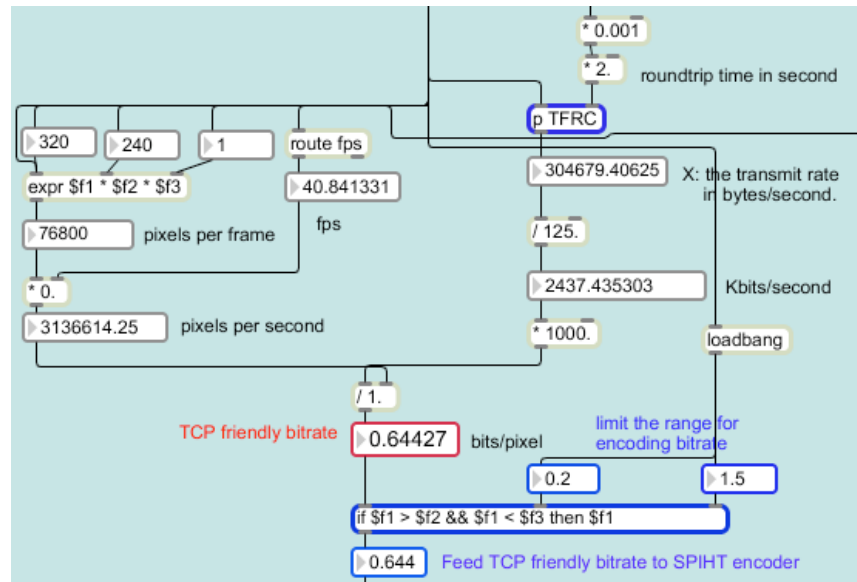 * 0.001
* 2.
roundtrip time in second
p TFRC
320
240
1
route fps
304679.40625
X: the transmit rate
in bytes/second.
expr $f1 * $f2 * $f3
40.841331
fps
76800
pixels per frame
/ 125.
* 0.
2437.435303
Kbits/second
3136614.25
pixels per second
* 1000.
loadbang
/ 1.
TCP friendly bitrate
0.64427
bits/pixel
limit the range for
encoding bitrate
0.2
1.5
if $f1 > $f2 && $f1 < $f3 then $f1
0.644
Feed TCP friendly bitrate to SPIHT encoder